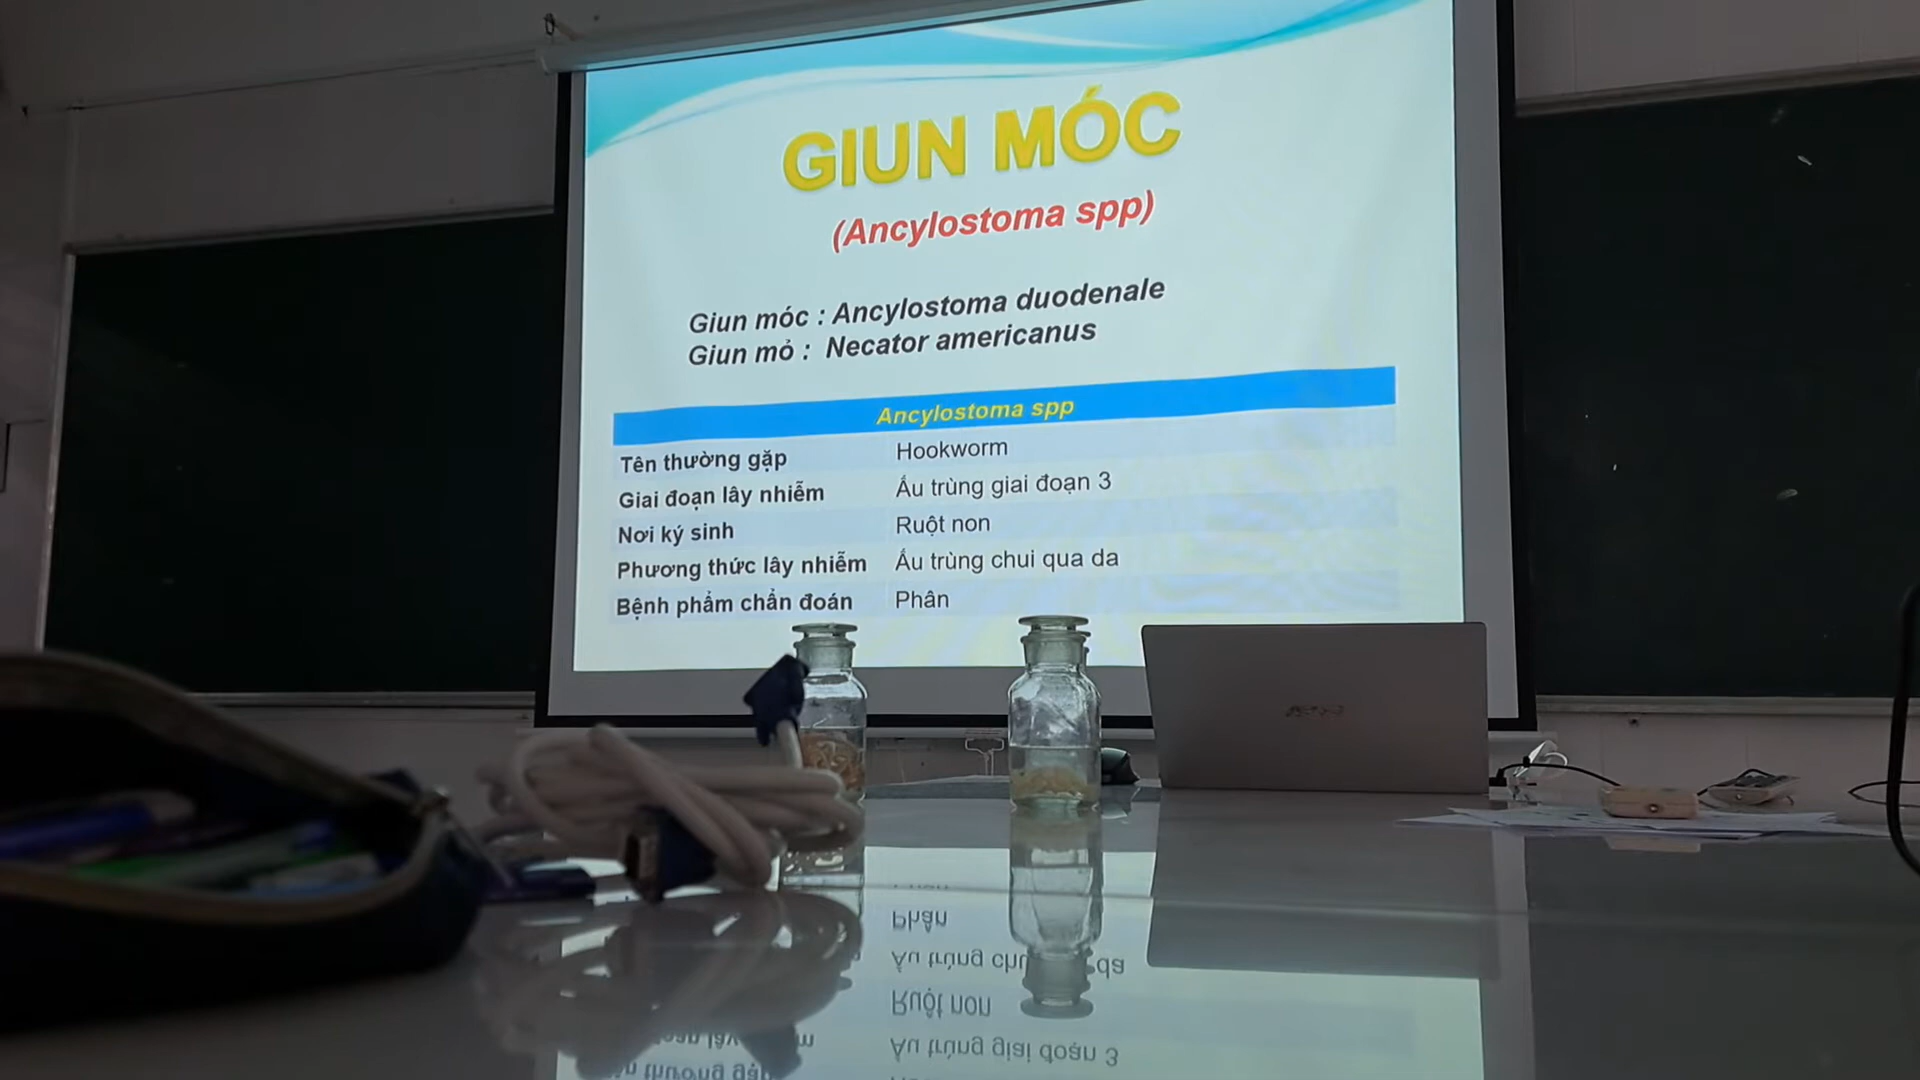 GIUN MÓC
(Ancylostoma spp)
Giun móc : Ancylostoma duodenale
Giun mỏ : Necator americanus
Ancylostoma spp
Tên thường gặp Hookworm
Giai đoạn lây nhiễm Ấu trùng giai đoạn 3
Nơi ký sinh Ruột non
Phương thức lây nhiễm Ấu trùng chui qua da
Bệnh phẩm chẩn đoán Phân